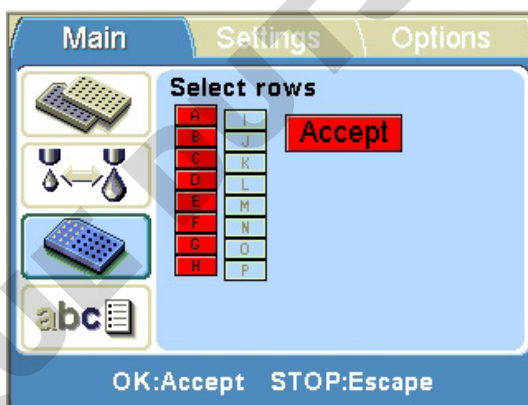 Main Settings Options
Select rows
A I
B J
C K
D L
E M
F N
G O
H P
Accept
abc
OK:Accept STOP:Escape